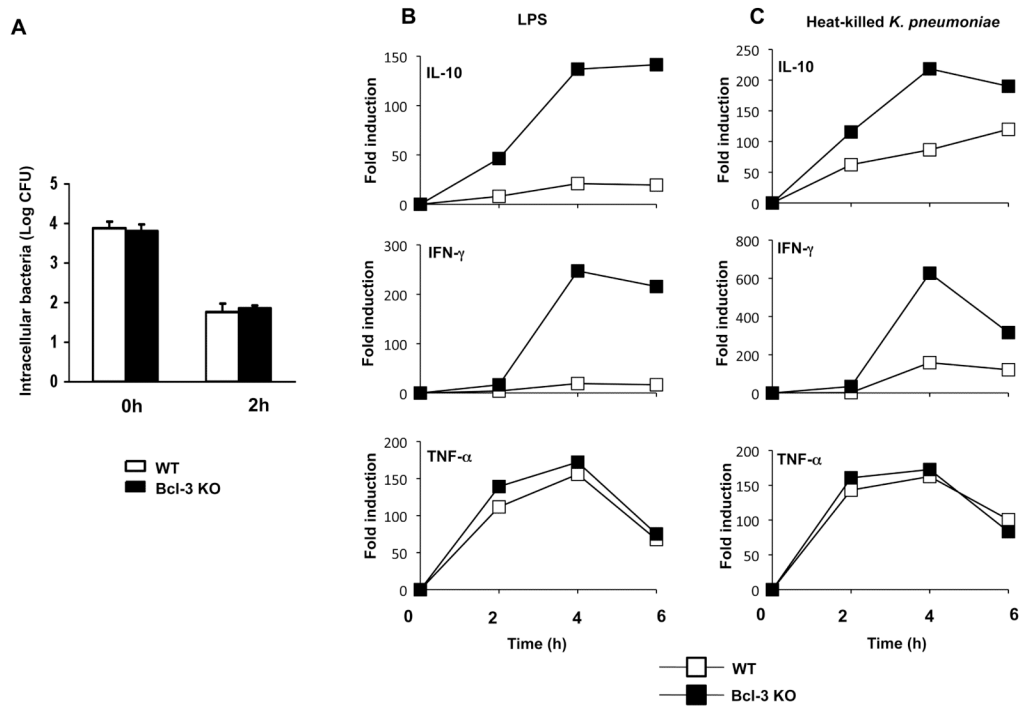 A
Intracellular bacteria (Log CFU)
5
4
3
2
1
0
0h
2h
WT
Bcl-3 KO
B
LPS
IL-10
Fold induction
150
100
50
0
IFN-γ
Fold induction
300
200
100
0
TNF-α
Fold induction
200
150
100
50
0
0
2
4
6
Time (h)
C
Heat-killed K. pneumoniae
IL-10
Fold induction
250
200
150
100
50
0
IFN-γ
Fold induction
800
600
400
200
0
TNF-α
Fold induction
200
150
100
50
0
0
2
4
6
Time (h)
WT
Bcl-3 KO